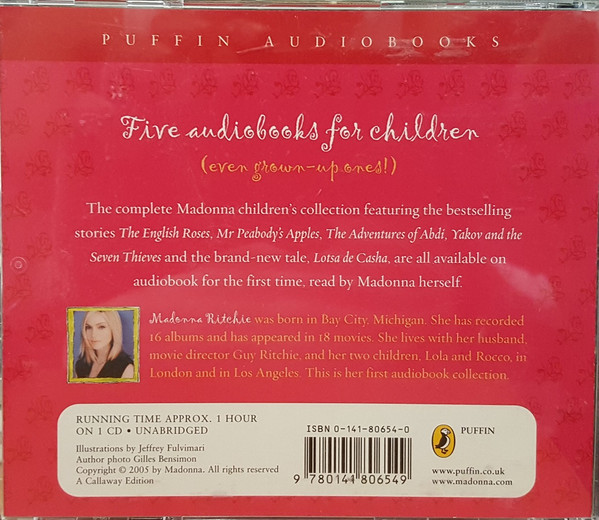 PUFFIN AUDIOBOOKS
Five audiobooks for children
(even grown-up ones!)
The complete Madonna children's collection featuring the bestselling
stories The English Roses, Mr Peabody's Apples, The Adventures of Abdi, Yakov and the
Seven Thieves and the brand-new tale, Lotsa de Casha, are all available on
audiobook for the first time, read by Madonna herself.
Madonna Ritchie was born in Bay City, Michigan. She has recorded
16 albums and has appeared in 18 movies. She lives with her husband,
movie director Guy Ritchie, and her two children, Lola and Rocco, in
London and in Los Angeles. This is her first audiobook collection.
RUNNING TIME APPROX. 1 HOUR
ON 1 CD • UNABRIDGED
Illustrations by Jeffrey Fulvimari
Author photo Gilles Bensimon
Copyright © 2005 by Madonna. All rights reserved
A Callaway Edition
ISBN 0-141-80654-0
9 780141 806549
PUFFIN
www.puffin.co.uk
www.madonna.com